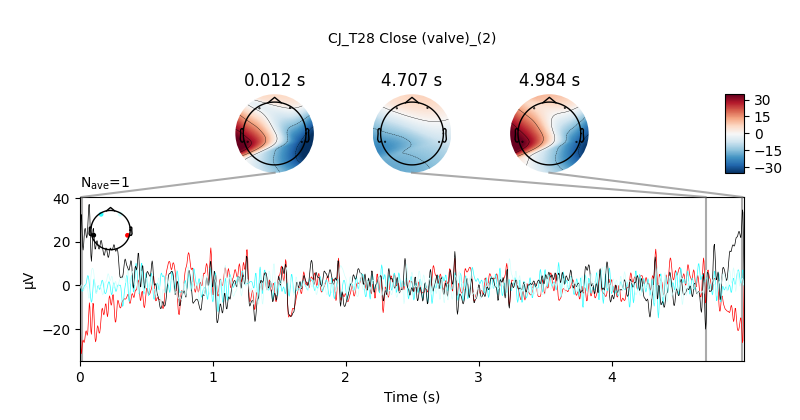 CJ_T28 Close (valve)_(2)
0.012 s
4.707 s
4.984 s
30
15
0
−15
−30
Nave=1
40
20
0
−20
µV
0
1
2
3
4
Time (s)